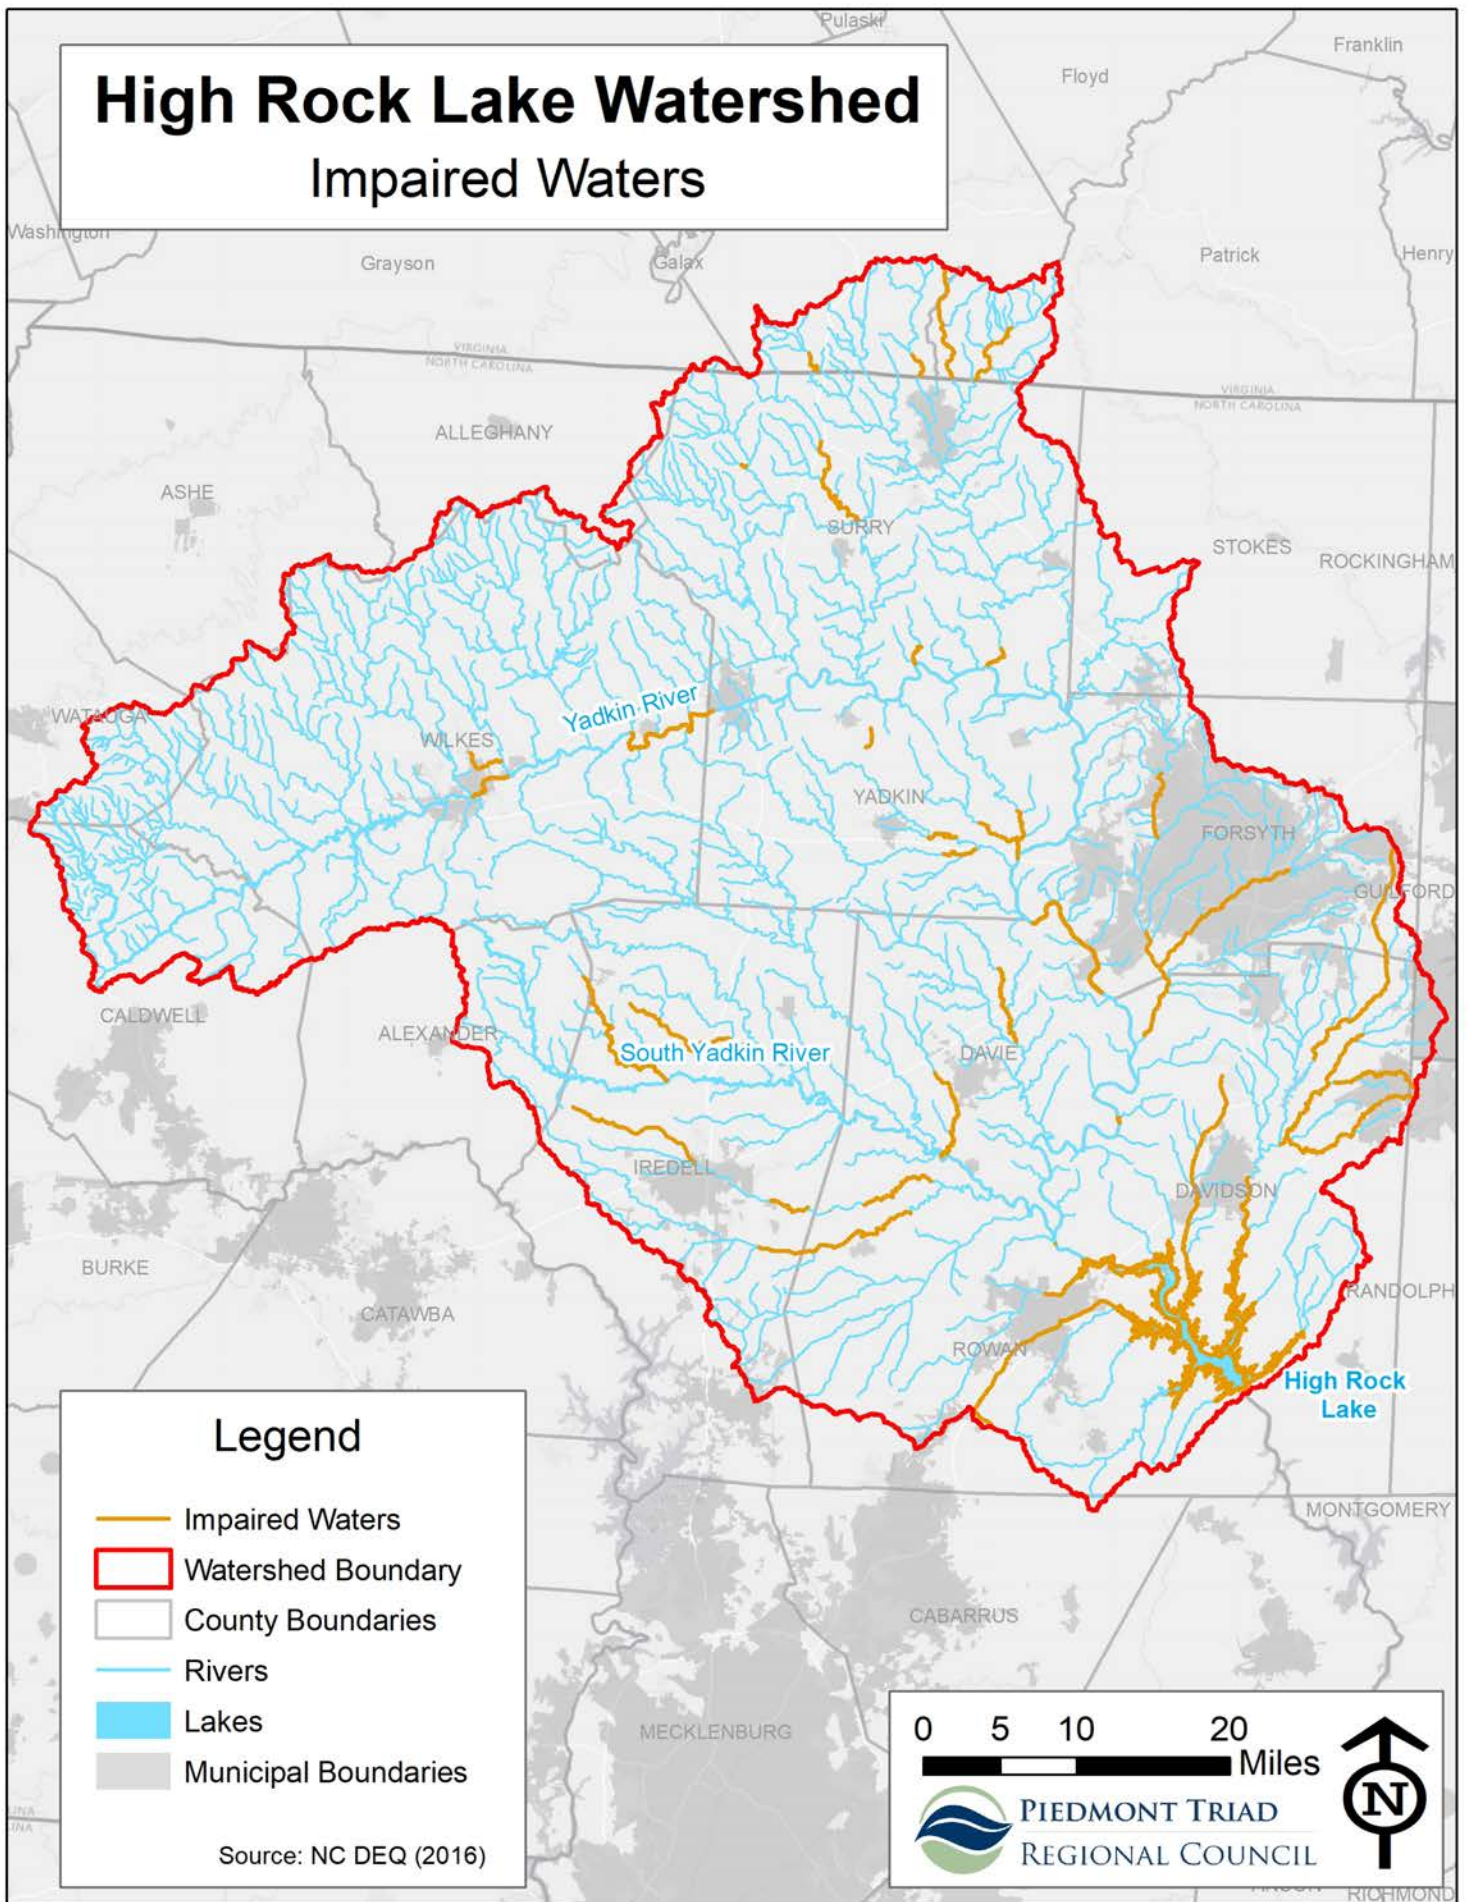 Pulaski
Franklin
Floyd
High Rock Lake Watershed
Impaired Waters
Washington
Grayson
Galax
Patrick
Henry
VIRGINIA
NORTH CAROLINA
VIRGINIA
NORTH CAROLINA
ALLEGHANY
ASHE
SURRY
STOKES
ROCKINGHAM
Yadkin River
WATAUGA
WILKES
YADKIN
FORSYTH
GUILFORD
CALDWELL
ALEXANDER
South Yadkin River
DAVIE
IREDELL
DAVIDSON
BURKE
CATAWBA
RANDOLPH
ROWAN
High Rock
Lake
Legend
Impaired Waters
Watershed Boundary
County Boundaries
Rivers
Lakes
Municipal Boundaries
Source: NC DEQ (2016)
MONTGOMERY
CABARRUS
MECKLENBURG
0 5 10 20
Miles
PIEDMONT TRIAD
REGIONAL COUNCIL
N
RICHMOND